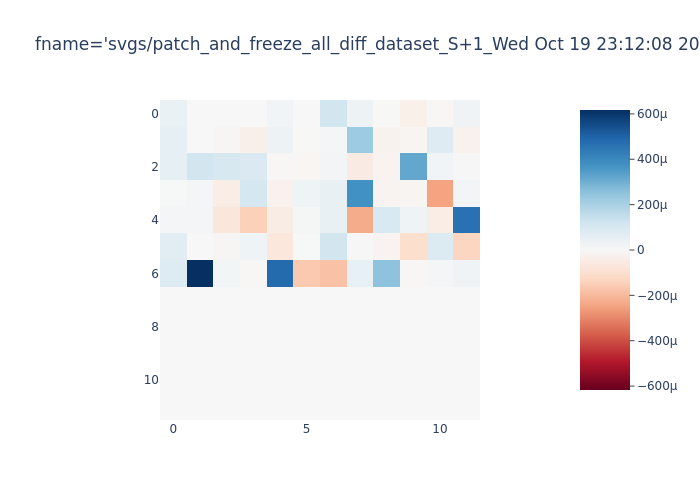 fname='svgs/patch_and_freeze_all_diff_dataset_S+1_Wed Oct 19 23:12:08 20
0
2
4
6
8
10
0
5
10
600µ
400µ
200µ
0
−200µ
−400µ
−600µ